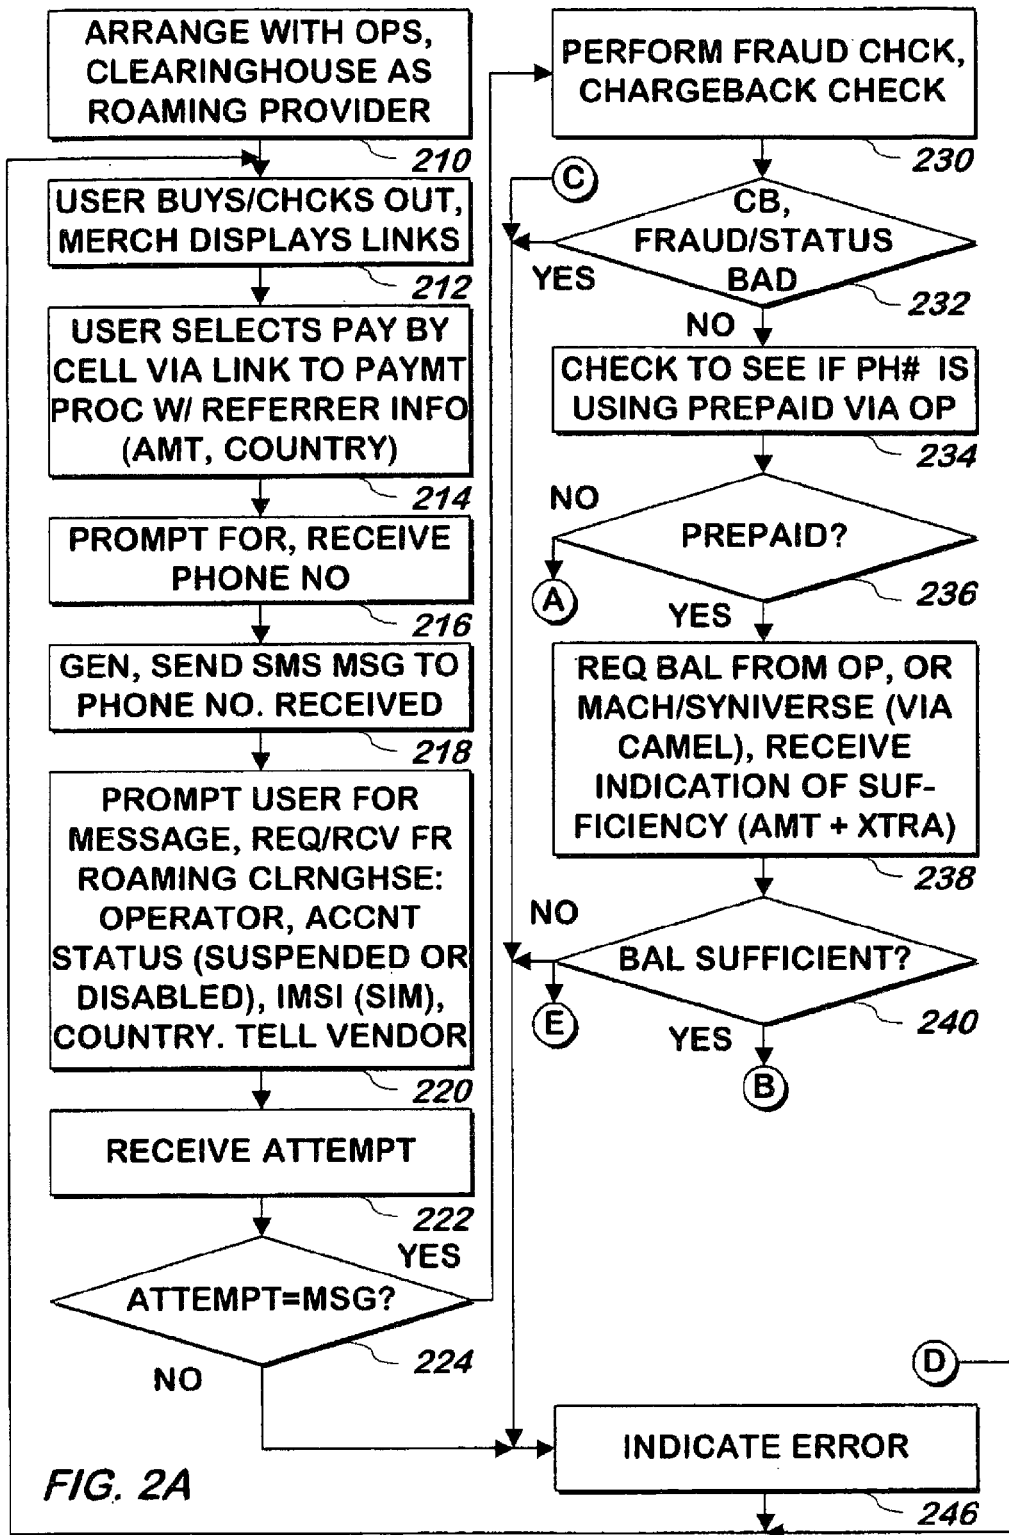 ARRANGE WITH OPS,
CLEARINGHOUSE AS
ROAMING PROVIDER
210
USER BUYS/CHCKS OUT,
MERCH DISPLAYS LINKS
212
USER SELECTS PAY BY
CELL VIA LINK TO PAYMT
PROC W/ REFERRER INFO
(AMT, COUNTRY)
214
PROMPT FOR, RECEIVE
PHONE NO
216
GEN, SEND SMS MSG TO
PHONE NO. RECEIVED
218
PROMPT USER FOR
MESSAGE, REQ/RCV FR
ROAMING CLRNGHSE:
OPERATOR, ACCNT
STATUS (SUSPENDED OR
DISABLED), IMSI (SIM),
COUNTRY. TELL VENDOR
220
RECEIVE ATTEMPT
222
YES
ATTEMPT=MSG?
224
NO
PERFORM FRAUD CHCK,
CHARGEBACK CHECK
230
C
CB,
FRAUD/STATUS
BAD
YES
232
NO
CHECK TO SEE IF PH# IS
USING PREPAID VIA OP
234
NO
PREPAID?
A
236
YES
REQ BAL FROM OP, OR
MACH/SYNIVERSE (VIA
CAMEL), RECEIVE
INDICATION OF SUF-
FICIENCY (AMT + XTRA)
238
NO
BAL SUFFICIENT?
E
240
YES
B
D
INDICATE ERROR
246
FIG. 2A